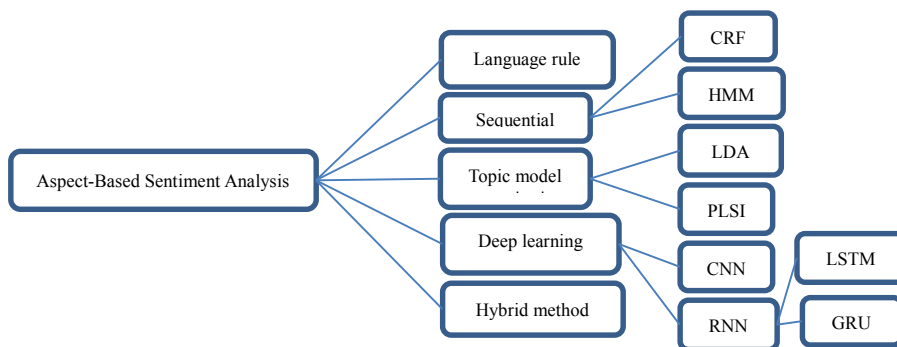 CRF
Language rule
HMM
Sequential
LDA
Aspect-Based Sentiment Analysis
Topic model
PLSI
Deep learning
CNN
LSTM
Hybrid method
RNN
GRU